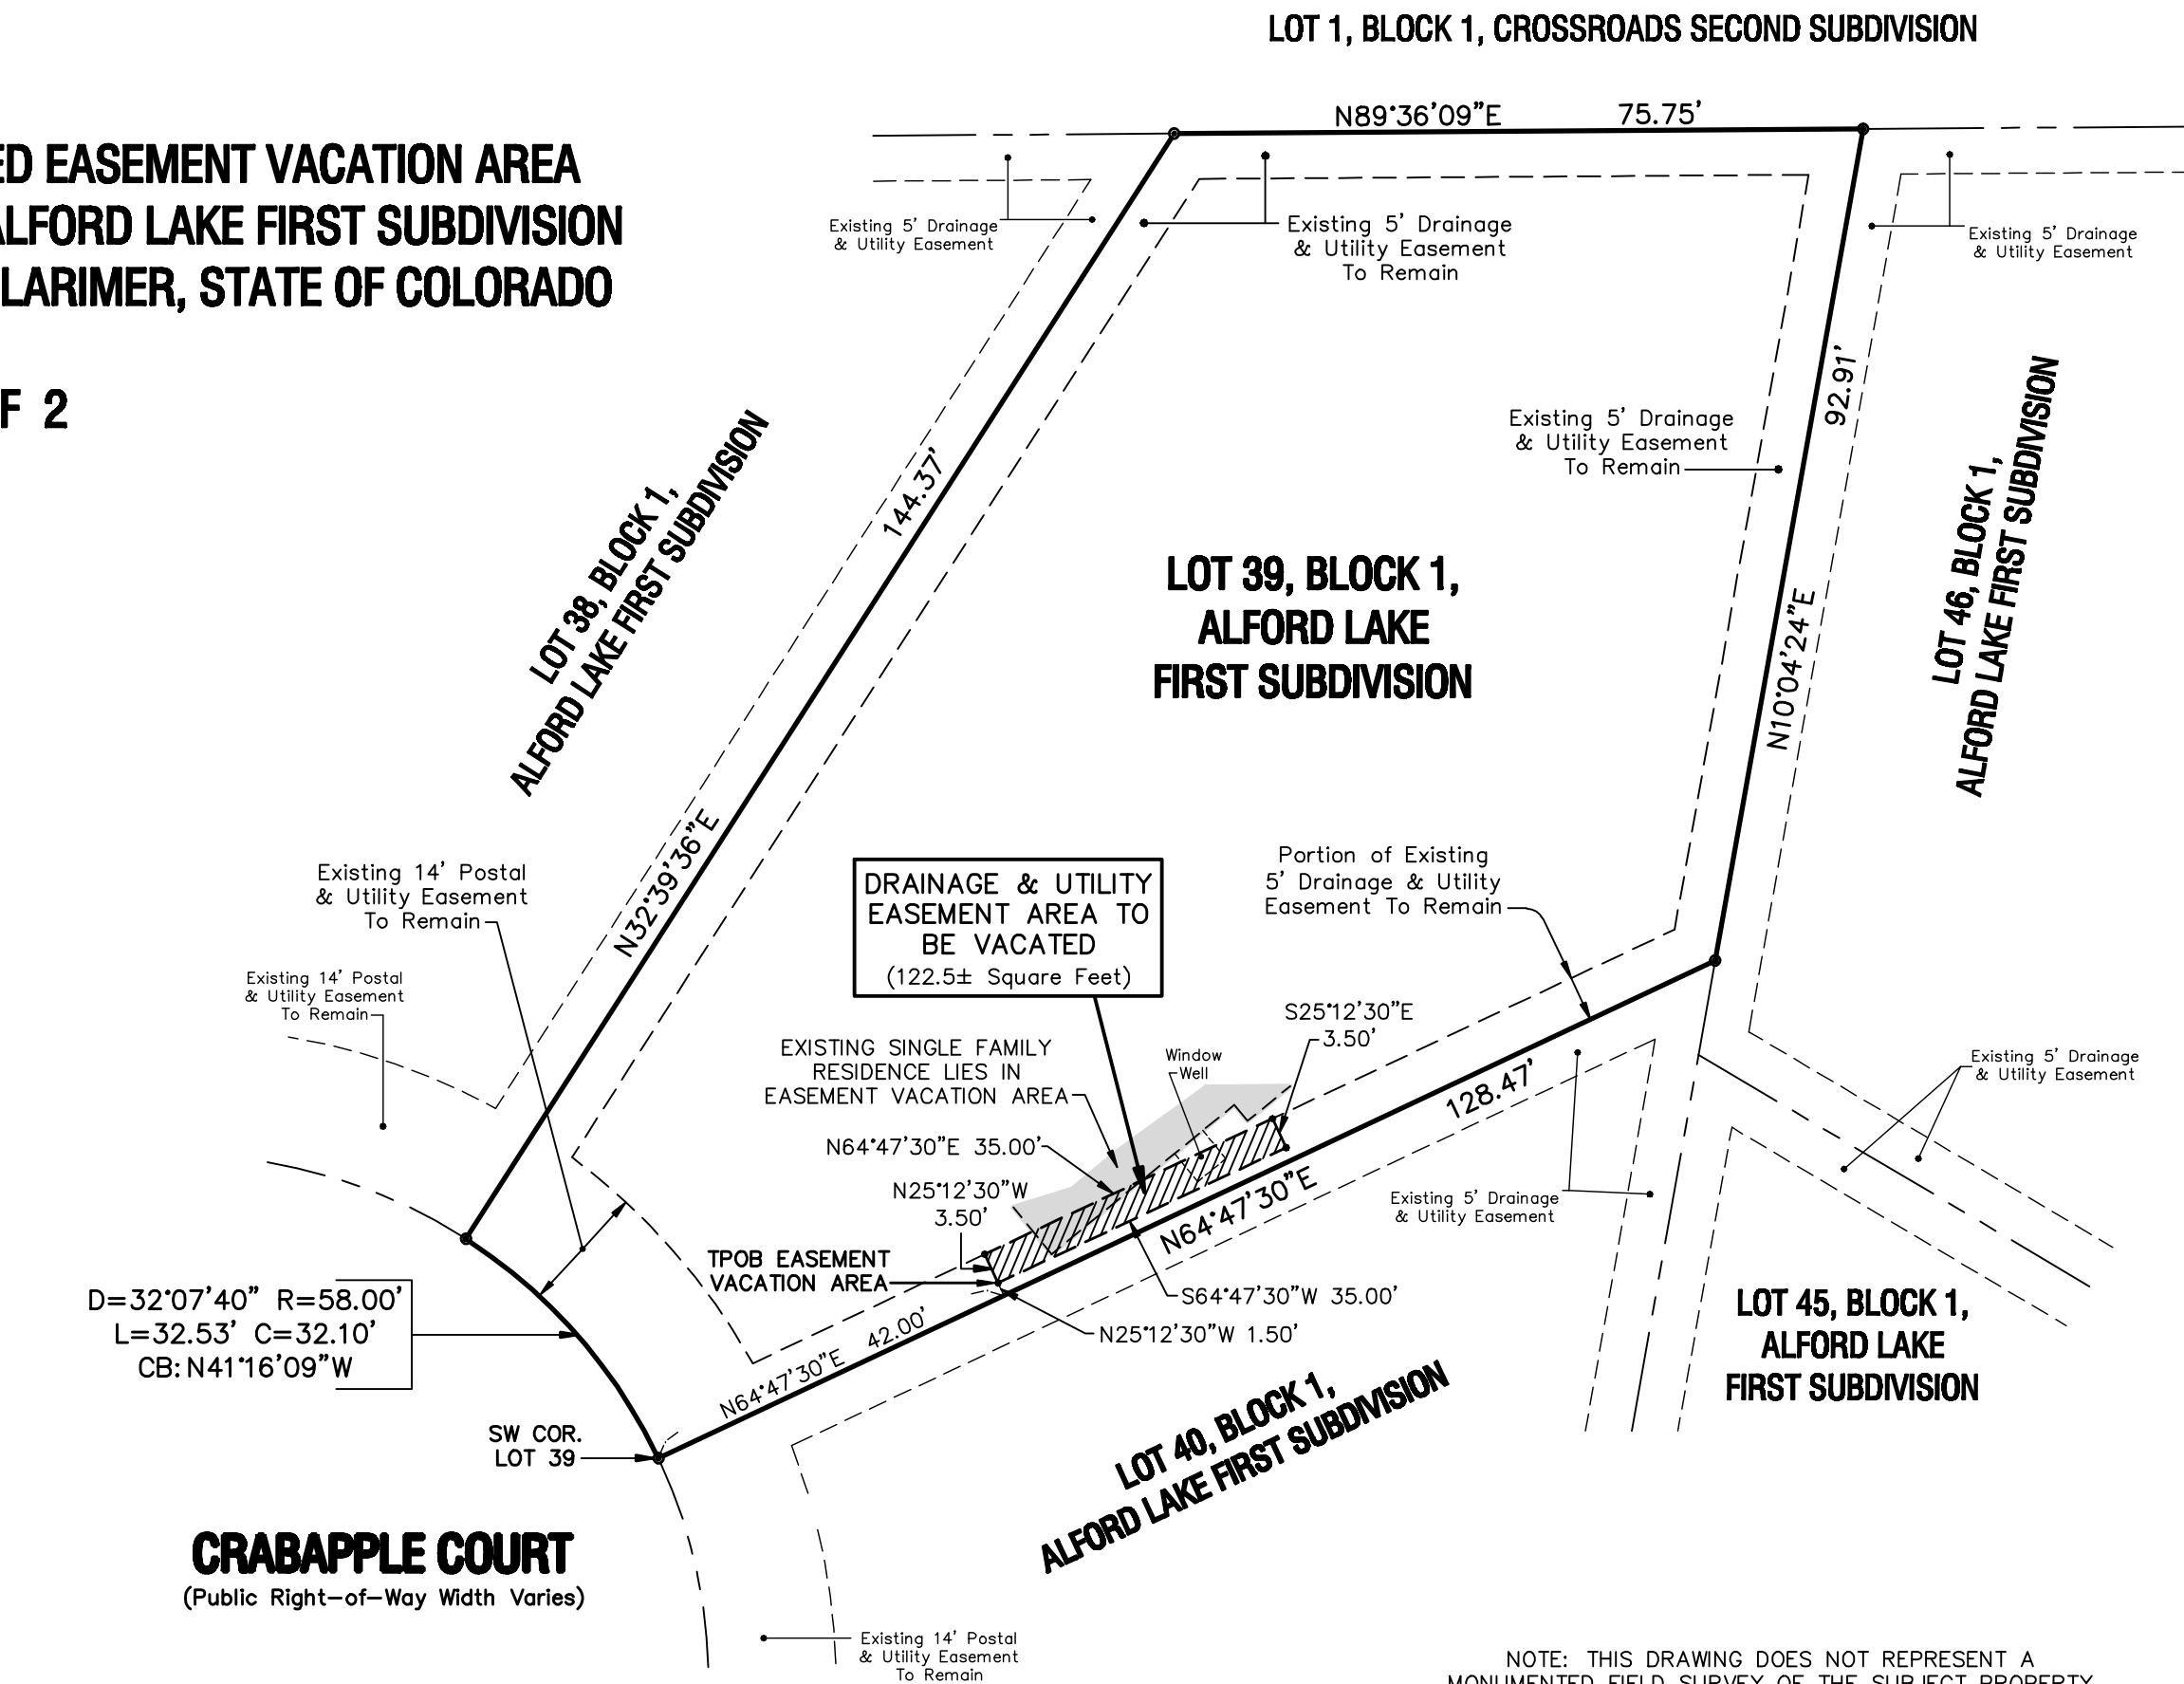 LOT 1, BLOCK 1, CROSSROADS SECOND SUBDIVISION
N89°36'09"E 75.75'
ED EASEMENT VACATION AREA
ALFORD LAKE FIRST SUBDIVISION
LARIMER, STATE OF COLORADO
F 2
Existing 5' Drainage
& Utility Easement
Existing 5' Drainage
& Utility Easement
To Remain
Existing 5' Drainage
& Utility Easement
92.91'
N10°04'24"E
Existing 5' Drainage
& Utility Easement
To Remain
LOT 46, BLOCK 1,
ALFORD LAKE FIRST SUBDIVISION
LOT 38, BLOCK 1,
ALFORD LAKE FIRST SUBDIVISION
144.37'
N32°39'36"E
LOT 39, BLOCK 1,
ALFORD LAKE
FIRST SUBDIVISION
Existing 14' Postal
& Utility Easement
To Remain
Existing 14' Postal
& Utility Easement
To Remain
DRAINAGE & UTILITY
EASEMENT AREA TO
BE VACATED
(122.5± Square Feet)
Portion of Existing
5' Drainage & Utility
Easement To Remain
S25°12'30"E
3.50'
EXISTING SINGLE FAMILY
RESIDENCE LIES IN
EASEMENT VACATION AREA
Window
Well
128.47'
N64°47'30"E
Existing 5' Drainage
& Utility Easement
N64°47'30"E 35.00'
N25°12'30"W
3.50'
Existing 5' Drainage
& Utility Easement
TPOB EASEMENT
VACATION AREA
S64°47'30"W 35.00'
N25°12'30"W 1.50'
D=32°07'40" R=58.00'
L=32.53' C=32.10'
CB: N41°16'09"W
N64°47'30"E 42.00'
LOT 45, BLOCK 1,
ALFORD LAKE
FIRST SUBDIVISION
SW COR.
LOT 39
LOT 40, BLOCK 1,
ALFORD LAKE FIRST SUBDIVISION
CRABAPPLE COURT
(Public Right-of-Way Width Varies)
Existing 14' Postal
& Utility Easement
To Remain
NOTE: THIS DRAWING DOES NOT REPRESENT A
MONUMENTED FIELD SURVEY OF THE SUBJECT PROPERTY